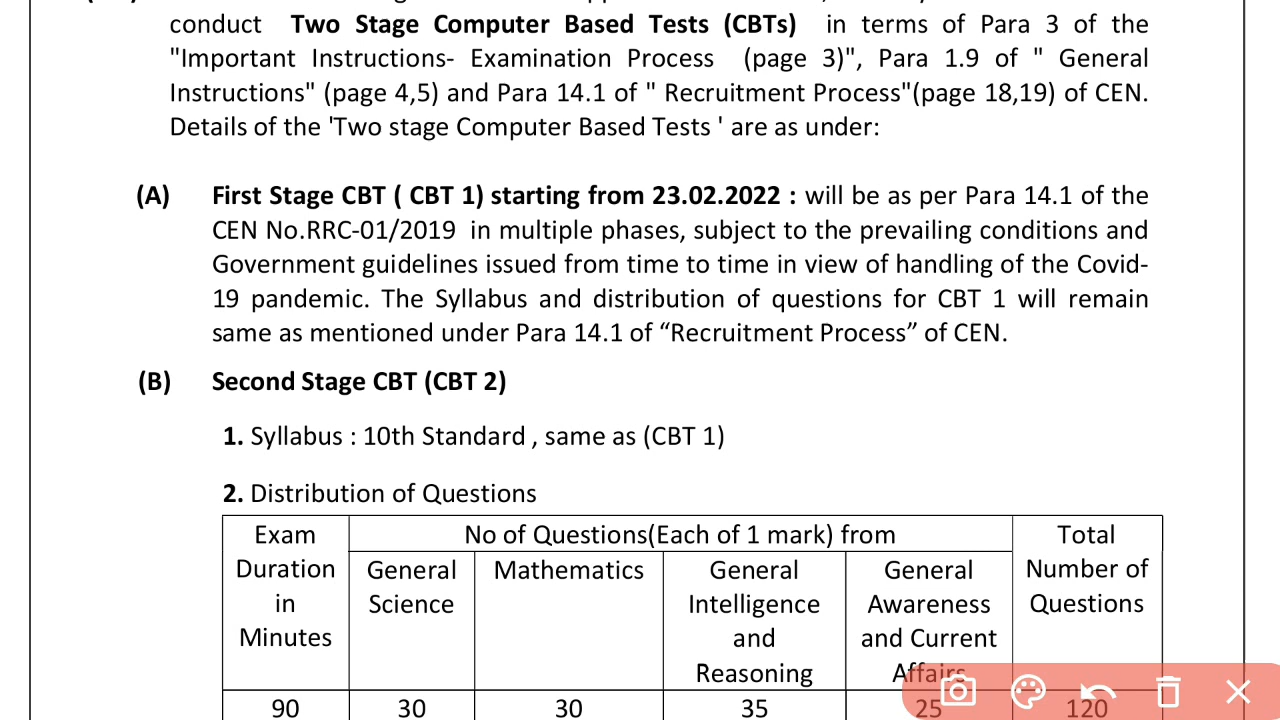 conduct Two Stage Computer Based Tests (CBTs) in terms of Para 3 of the
"Important Instructions- Examination Process (page 3)", Para 1.9 of " General
Instructions" (page 4,5) and Para 14.1 of " Recruitment Process"(page 18,19) of CEN.
Details of the 'Two stage Computer Based Tests ' are as under:
(A) First Stage CBT ( CBT 1) starting from 23.02.2022 : will be as per Para 14.1 of the
CEN No.RRC-01/2019 in multiple phases, subject to the prevailing conditions and
Government guidelines issued from time to time in view of handling of the Covid-
19 pandemic. The Syllabus and distribution of questions for CBT 1 will remain
same as mentioned under Para 14.1 of “Recruitment Process” of CEN.
(B) Second Stage CBT (CBT 2)
1. Syllabus : 10th Standard , same as (CBT 1)
2. Distribution of Questions
Exam No of Questions(Each of 1 mark) from Total
Duration General Mathematics General General Number of
in Science Intelligence Awareness Questions
Minutes and and Current
Reasoning Affairs
90 30 30 35 25 120